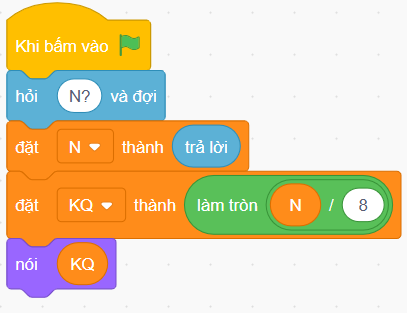 Khi bấm vào
hỏi N? và đợi
đặt N thành trả lời
đặt KQ thành làm tròn N / 8
nói KQ